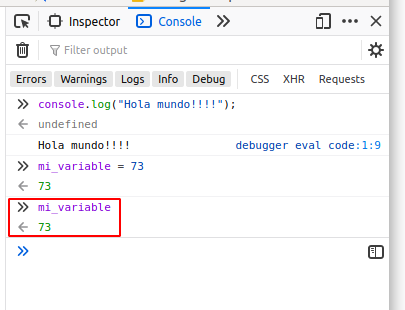 Inspector Console
Filter output
Errors Warnings Logs Info Debug CSS XHR Requests
console.log("Hola mundo!!!!");
undefined
Hola mundo!!!! debugger eval code:1:9
mi_variable = 73
73
mi_variable
73